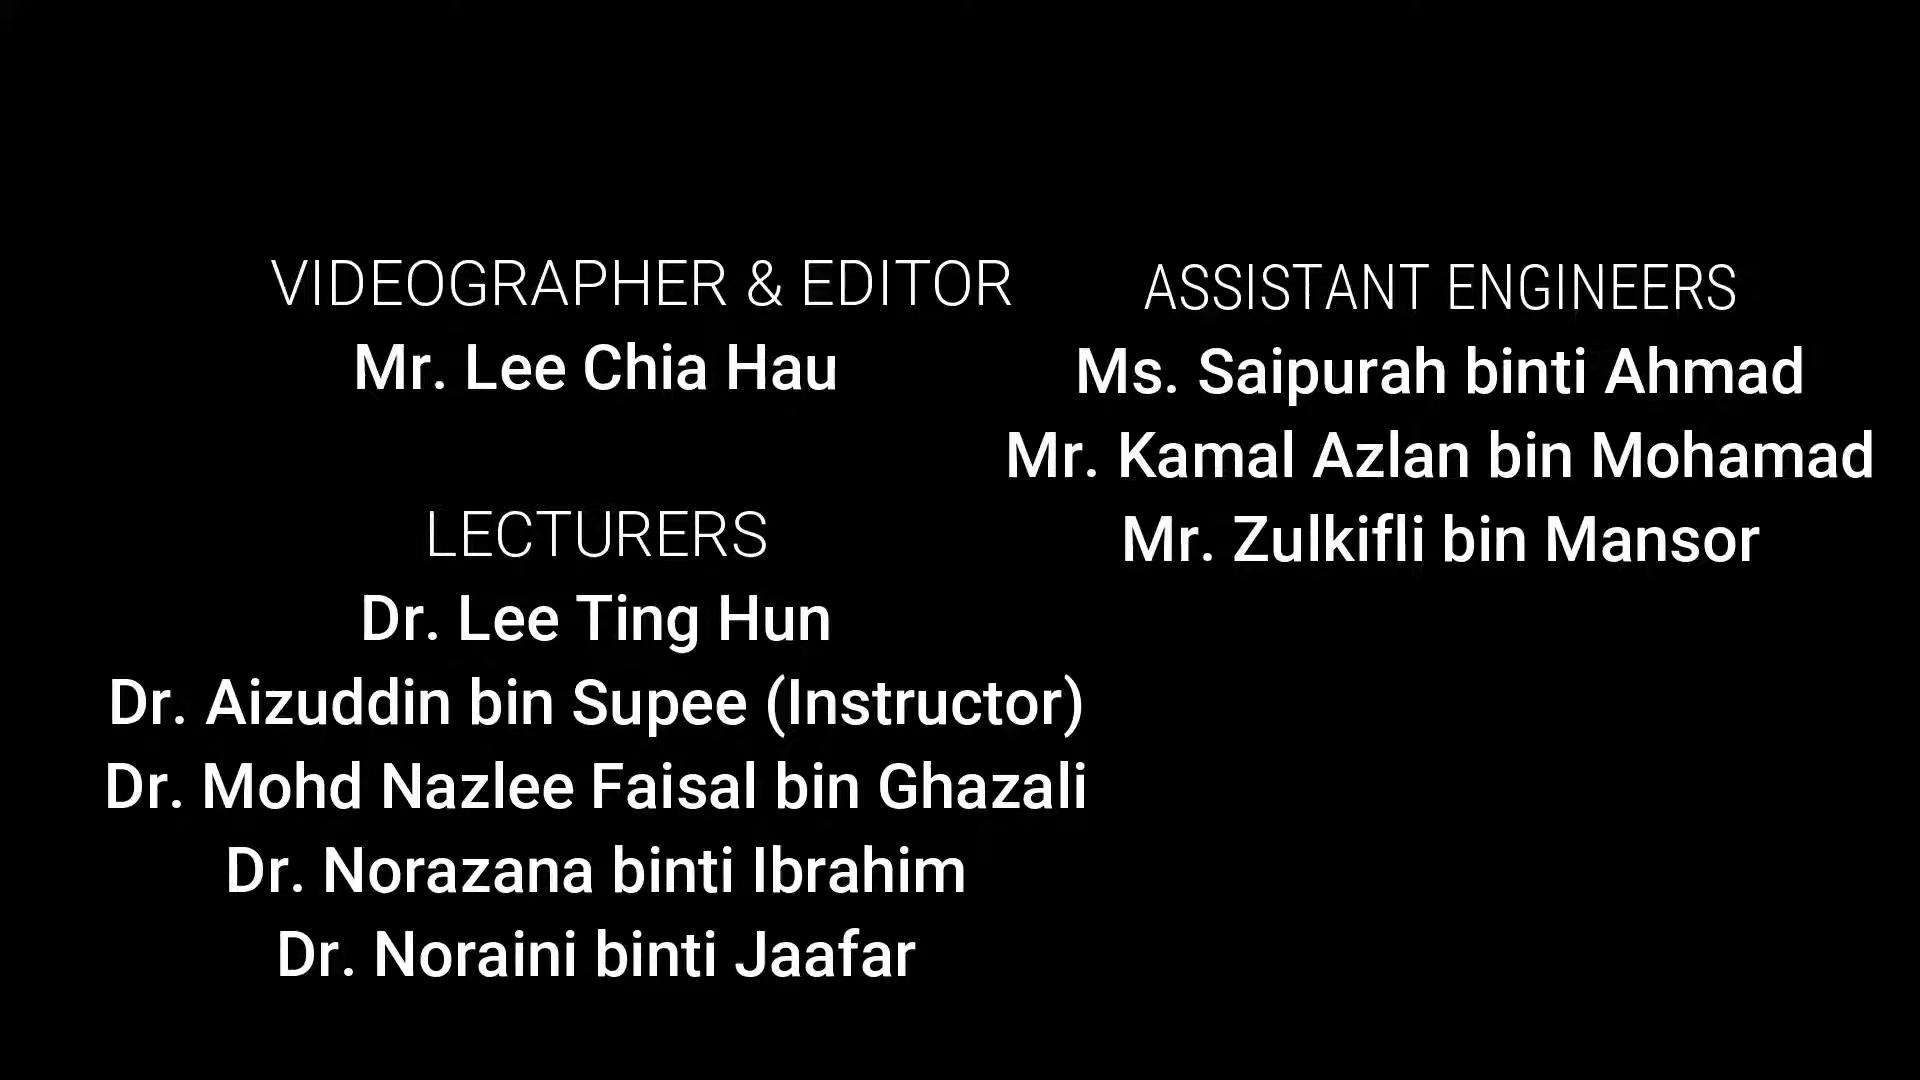 VIDEOGRAPHER & EDITOR
Mr. Lee Chia Hau
LECTURERS
Dr. Lee Ting Hun
Dr. Aizuddin bin Supee (Instructor)
Dr. Mohd Nazlee Faisal bin Ghazali
Dr. Norazana binti Ibrahim
Dr. Noraini binti Jaafar
ASSISTANT ENGINEERS
Ms. Saipurah binti Ahmad
Mr. Kamal Azlan bin Mohamad
Mr. Zulkifli bin Mansor